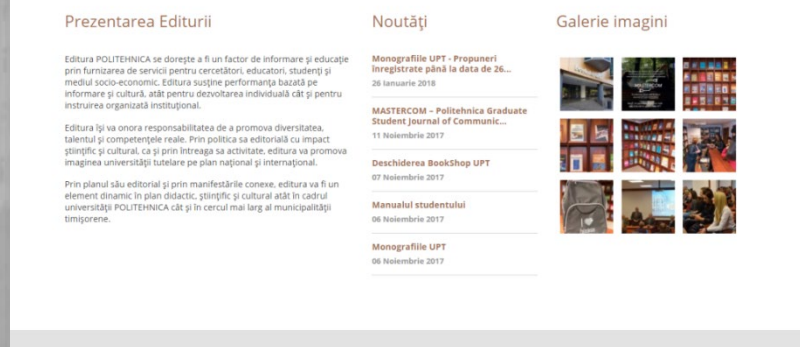 Prezentarea Editurii
Editura POLITEHNICA se dorește a fi un factor de informare și educație
prin furnizarea de servicii pentru cercetători, educatori, studenți și
mediul socio-economic. Editura susține performanța bazată pe
informare și cultură, atât pentru dezvoltarea individuală cât și pentru
instruirea organizată instituțional.
Editura își va onora responsabilitatea de a promova diversitatea,
talentul și competențele reale. Prin politica sa editorială cu impact
științific și cultural, ca și prin întreaga sa activitate, editura va promova
imaginea universității tutelare pe plan național și internațional.
Prin planul său editorial și prin manifestările conexe, editura va fi un
element dinamic în plan didactic, științific și cultural atât în cadrul
universității POLITEHNICA cât și în cercul mai larg al municipalității
timișorene.
Noutăți
Monografiile UPT - Propuneri
înregistrate până la data de 26...
26 Ianuarie 2018
MASTERCOM – Politehnica Graduate
Student Journal of Communic...
11 Noiembrie 2017
Deschiderea BookShop UPT
07 Noiembrie 2017
Manualul studentului
06 Noiembrie 2017
Monografiile UPT
06 Noiembrie 2017
Galerie imagini